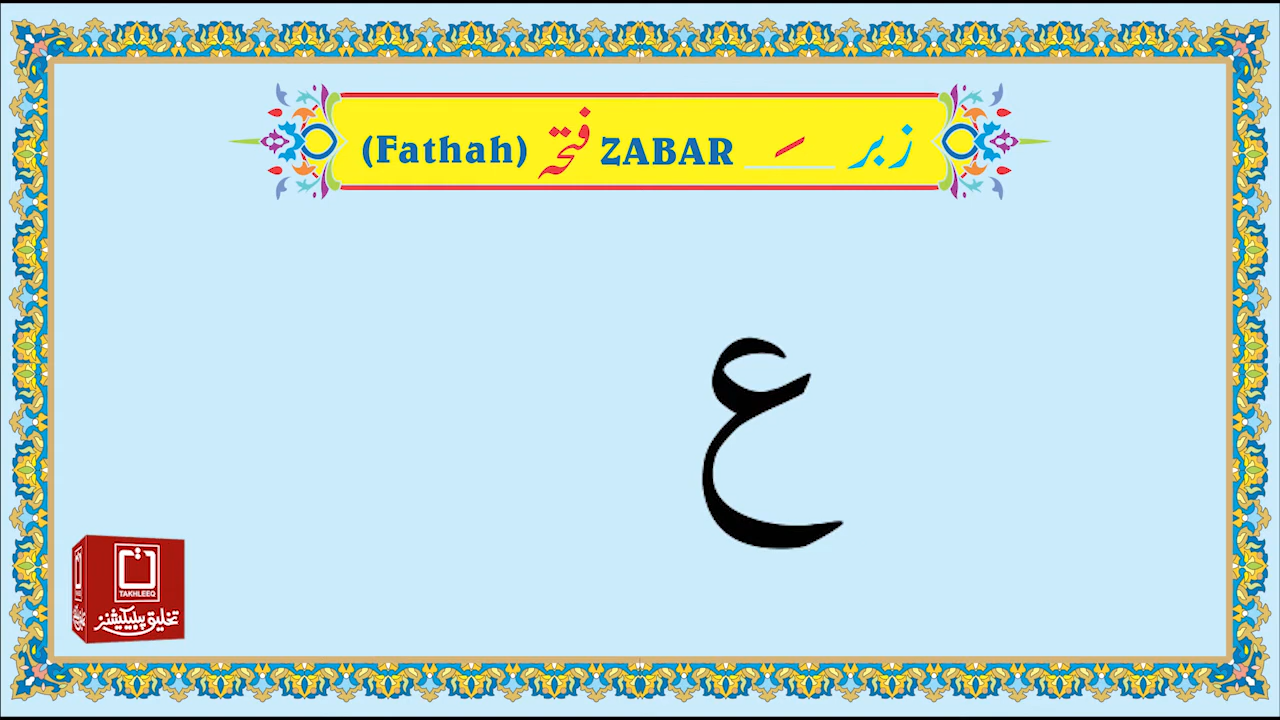 زبر ــَـ ZABAR فتحہ (Fathah)
ع
TAKHLEEQ
تخلیق پبلیکیشنز